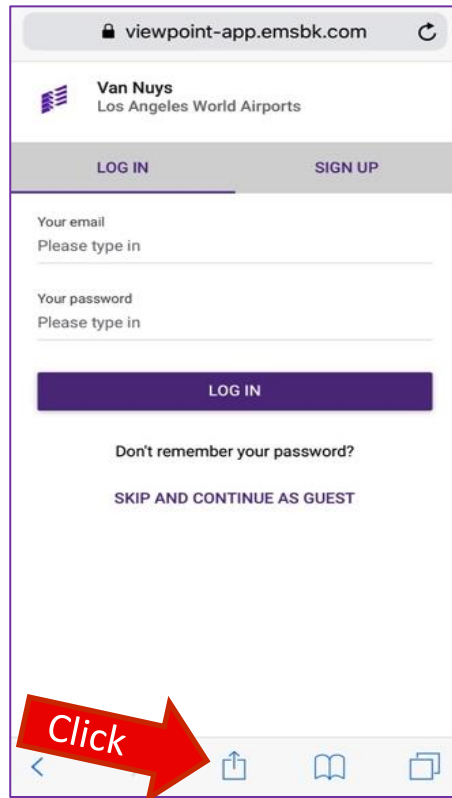 viewpoint-app.emsbk.com
Van Nuys
Los Angeles World Airports
LOG IN
SIGN UP
Your email
Please type in
Your password
Please type in
LOG IN
Don't remember your password?
SKIP AND CONTINUE AS GUEST
Click